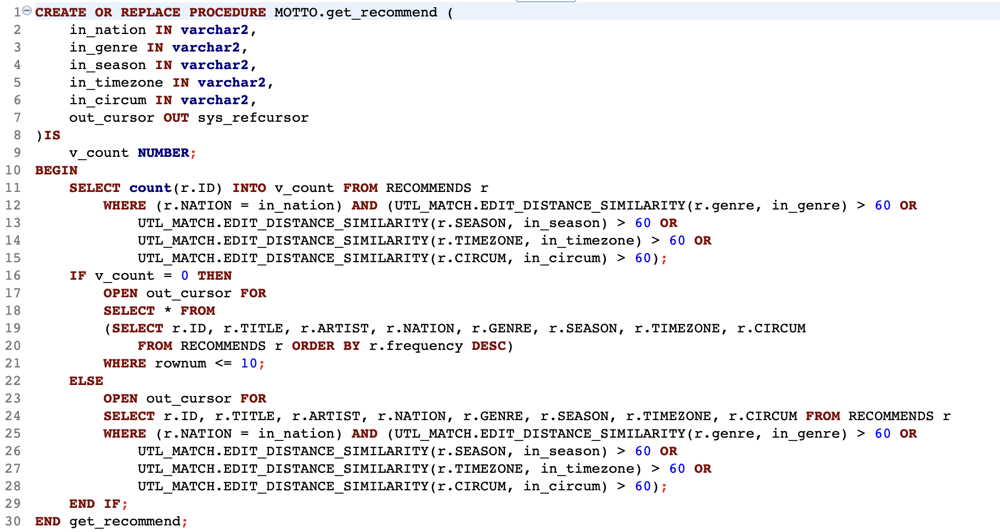 1 CREATE OR REPLACE PROCEDURE MOTTO.get_recommend (
2 in_nation IN varchar2,
3 in_genre IN varchar2,
4 in_season IN varchar2,
5 in_timezone IN varchar2,
6 in_circum IN varchar2,
7 out_cursor OUT sys_refcursor
8 )IS
9 v_count NUMBER;
10 BEGIN
11 SELECT count(r.ID) INTO v_count FROM RECOMMENDS r
12 WHERE (r.NATION = in_nation) AND (UTL_MATCH.EDIT_DISTANCE_SIMILARITY(r.genre, in_genre) > 60 OR
13 UTL_MATCH.EDIT_DISTANCE_SIMILARITY(r.SEASON, in_season) > 60 OR
14 UTL_MATCH.EDIT_DISTANCE_SIMILARITY(r.TIMEZONE, in_timezone) > 60 OR
15 UTL_MATCH.EDIT_DISTANCE_SIMILARITY(r.CIRCUM, in_circum) > 60);
16 IF v_count = 0 THEN
17 OPEN out_cursor FOR
18 SELECT * FROM
19 (SELECT r.ID, r.TITLE, r.ARTIST, r.NATION, r.GENRE, r.SEASON, r.TIMEZONE, r.CIRCUM
20 FROM RECOMMENDS r ORDER BY r.frequency DESC)
21 WHERE rownum <= 10;
22 ELSE
23 OPEN out_cursor FOR
24 SELECT r.ID, r.TITLE, r.ARTIST, r.NATION, r.GENRE, r.SEASON, r.TIMEZONE, r.CIRCUM FROM RECOMMENDS r
25 WHERE (r.NATION = in_nation) AND (UTL_MATCH.EDIT_DISTANCE_SIMILARITY(r.genre, in_genre) > 60 OR
26 UTL_MATCH.EDIT_DISTANCE_SIMILARITY(r.SEASON, in_season) > 60 OR
27 UTL_MATCH.EDIT_DISTANCE_SIMILARITY(r.TIMEZONE, in_timezone) > 60 OR
28 UTL_MATCH.EDIT_DISTANCE_SIMILARITY(r.CIRCUM, in_circum) > 60);
29 END IF;
30 END get_recommend;